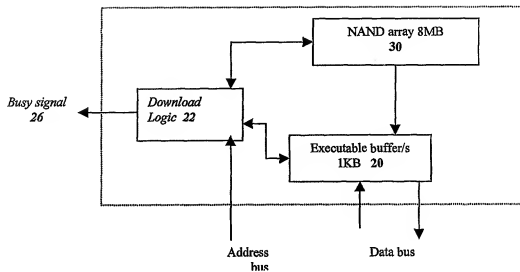 NAND array 8MB
30
Busy signal
26
Download
Logic 22
Executable buffer/s
1KB 20
Address
bus
Data bus